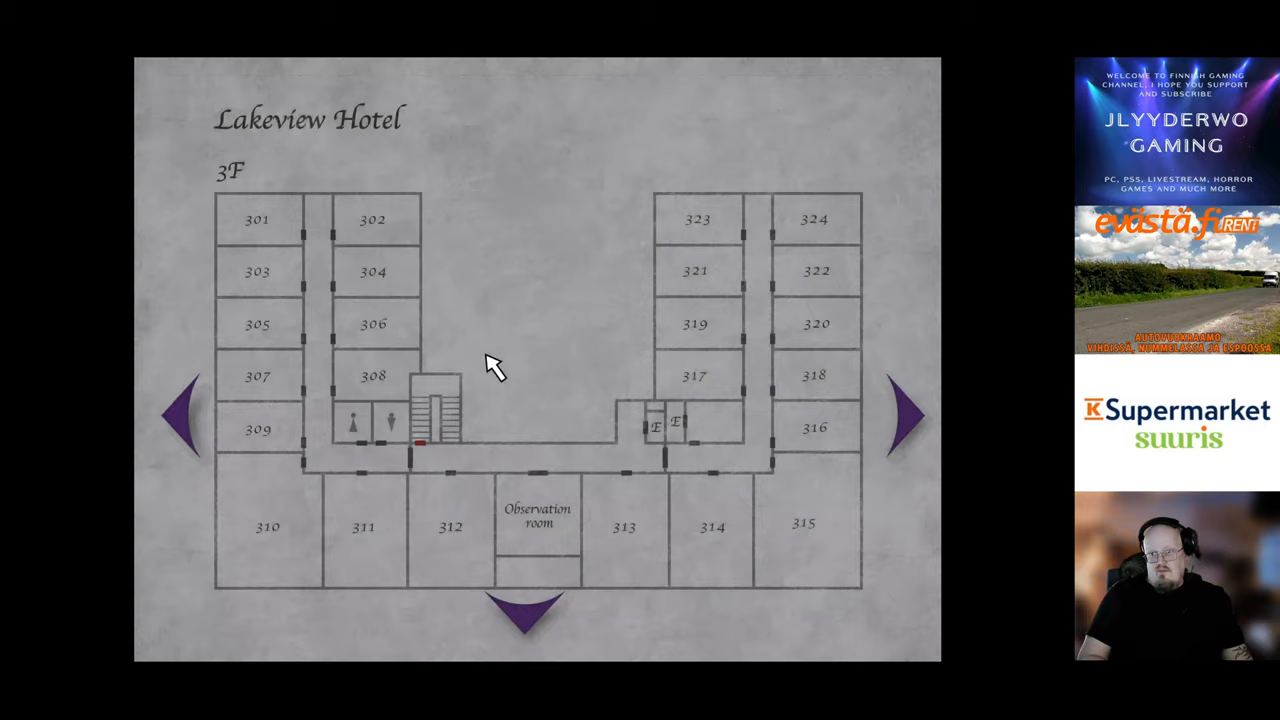 Lakeview Hotel
3F
301
302
323
324
303
304
321
322
305
306
319
320
307
308
317
318
309
E
E
316
310
311
312
Observation
room
313
314
315
WELCOME TO FINNISH GAMING
CHANNEL, I HOPE YOU SUPPORT
AND SUBSCRIBE
JLYYDERWO
GAMING
PC, PS5, LIVESTREAM, HORROR
GAMES AND MUCH MORE
evästä.fi RENT
AUTOVUOKRAAMO
VIHDISSÄ, NUMMELASSA JA ESPOOSSA
K Supermarket
suuris